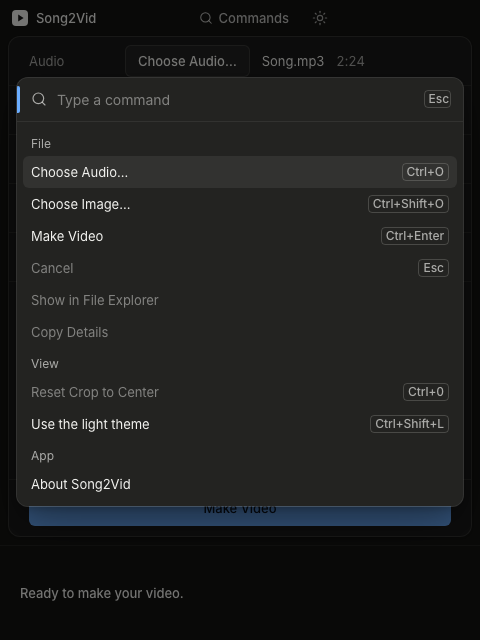 Song2Vid
Commands
Audio Choose Audio... Song.mp3 2:24
Type a command Esc
File
Choose Audio... Ctrl+O
Choose Image... Ctrl+Shift+O
Make Video Ctrl+Enter
Cancel Esc
Show in File Explorer
Copy Details
View
Reset Crop to Center Ctrl+0
Use the light theme Ctrl+Shift+L
App
About Song2Vid
Make Video
Ready to make your video.